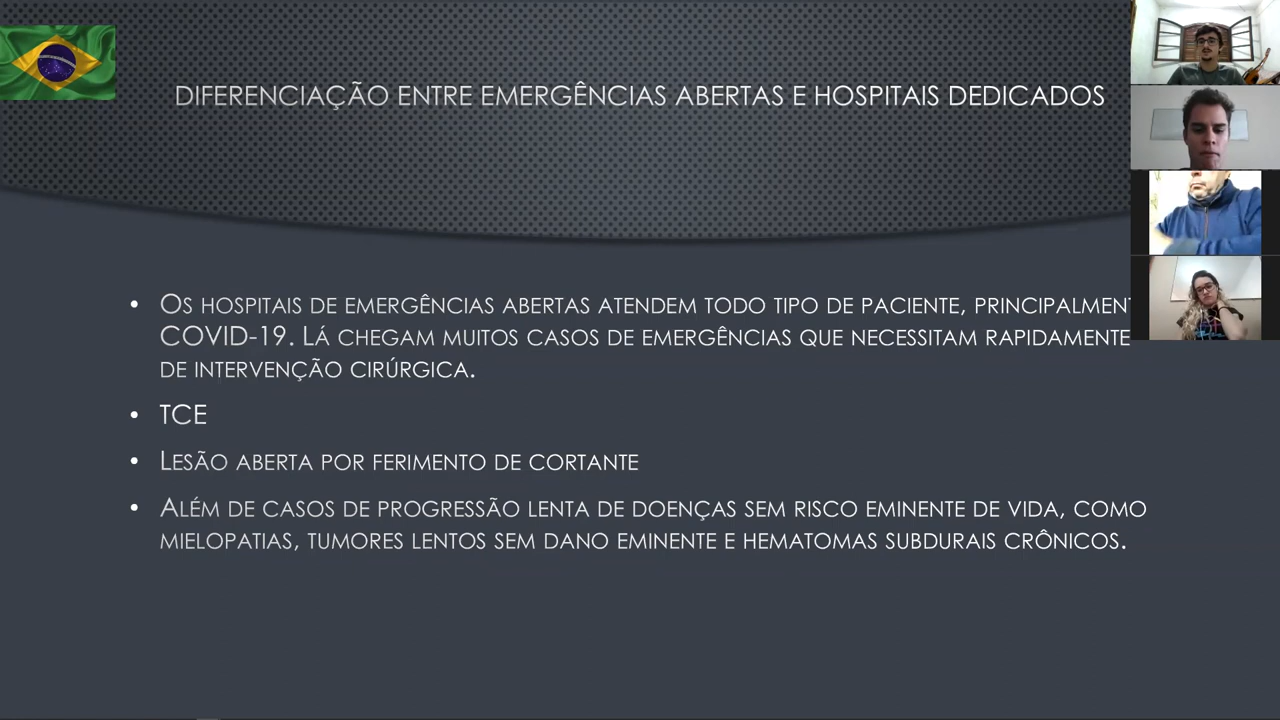 DIFERENCIAÇÃO ENTRE EMERGÊNCIAS ABERTAS E HOSPITAIS DEDICADOS
• OS HOSPITAIS DE EMERGÊNCIAS ABERTAS ATENDEM TODO TIPO DE PACIENTE,
COVID-19. LÁ CHEGAM MUITOS CASOS DE EMERGÊNCIAS QUE NECESSITAM RAPIDAMENTE
DE INTERVENÇÃO CIRÚRGICA.
• TCE
• LESÃO ABERTA POR FERIMENTO DE CORTANTE
• ALÉM DE CASOS DE PROGRESSÃO LENTA DE DOENÇAS SEM RISCO EMINENTE DE VIDA, COMO
MIELOPATIAS, TUMORES LENTOS SEM DANO EMINENTE E HEMATOMAS SUBDURAIS CRÔNICOS.